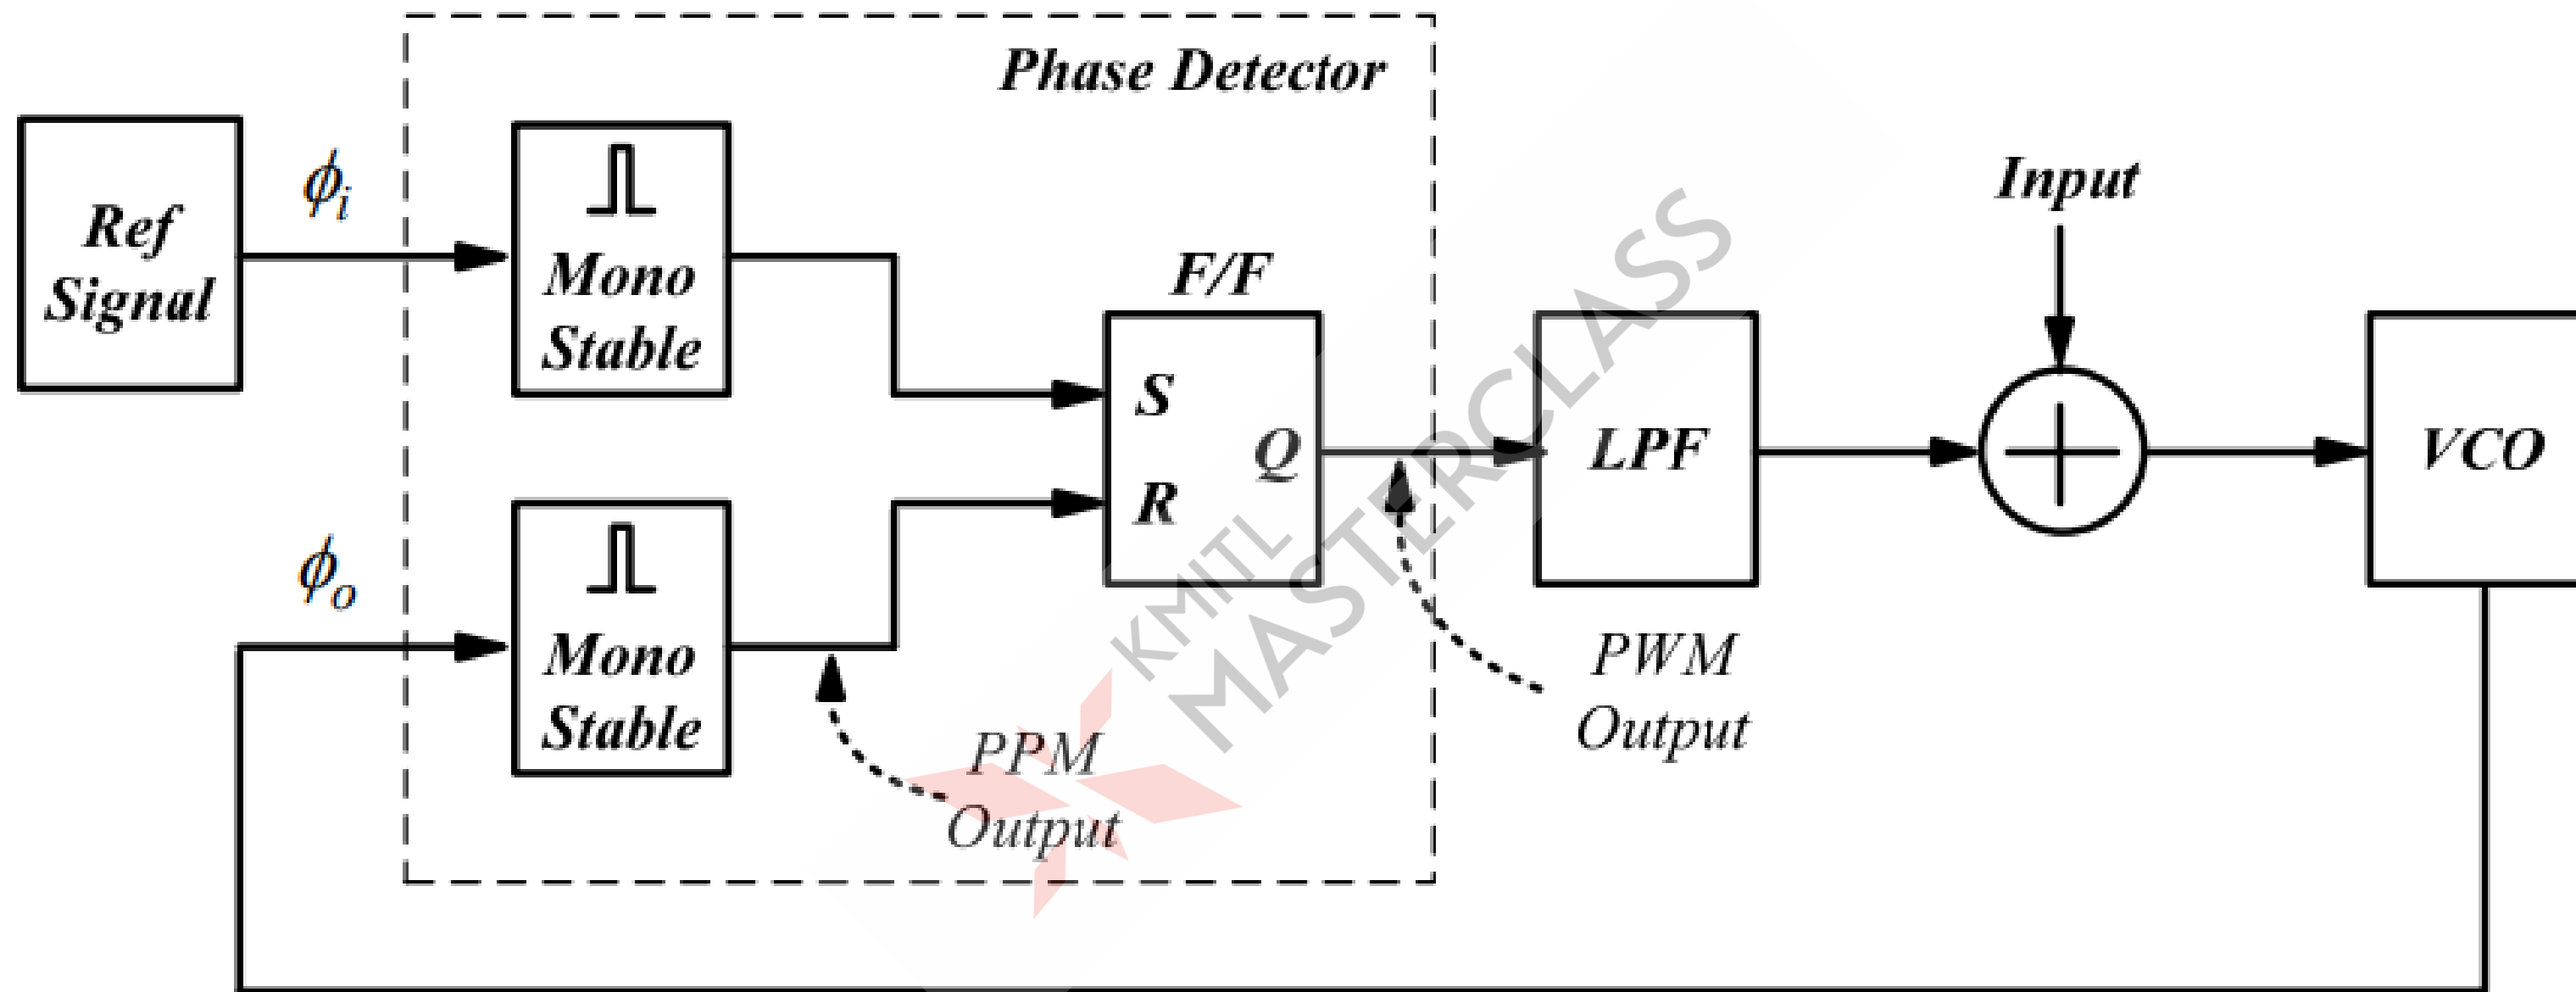 Phase Detector
Ref
Signal
ϕi
Mono
Stable
F/F
S
R
Q
LPF
Input
VCO
ϕo
Mono
Stable
PPM
Output
PWM
Output
KMITL
MASTERCLASS